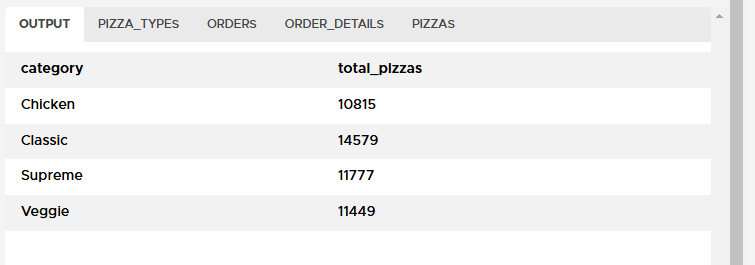 OUTPUT PIZZA_TYPES ORDERS ORDER_DETAILS PIZZAS
category total_pizzas
Chicken 10815
Classic 14579
Supreme 11777
Veggie 11449